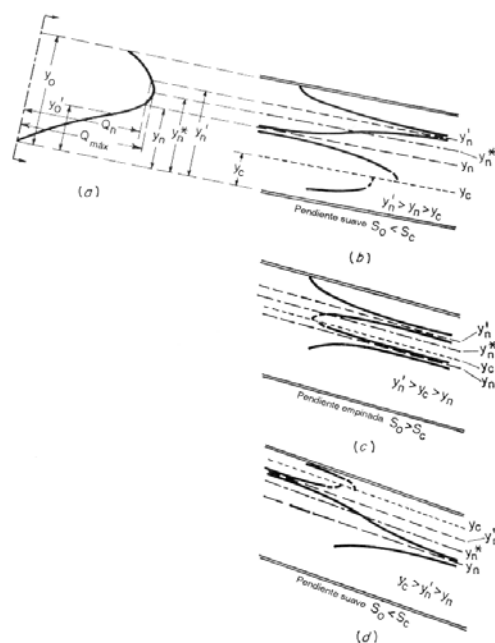 y₀
y₀'
Qₙ
Q máx
yₙ
yₙ*
yₙ'
y_c
(a)
yₙ'
yₙ*
yₙ
y_c
yₙ' > yₙ > y_c
Pendiente suave S₀ < S_c
(b)
yₙ'
yₙ*
y_c
yₙ
yₙ' > y_c > yₙ
Pendiente empinada S₀ > S_c
(c)
y_c
yₙ'
yₙ*
yₙ
y_c > yₙ' > yₙ
Pendiente suave S₀ < S_c
(d)